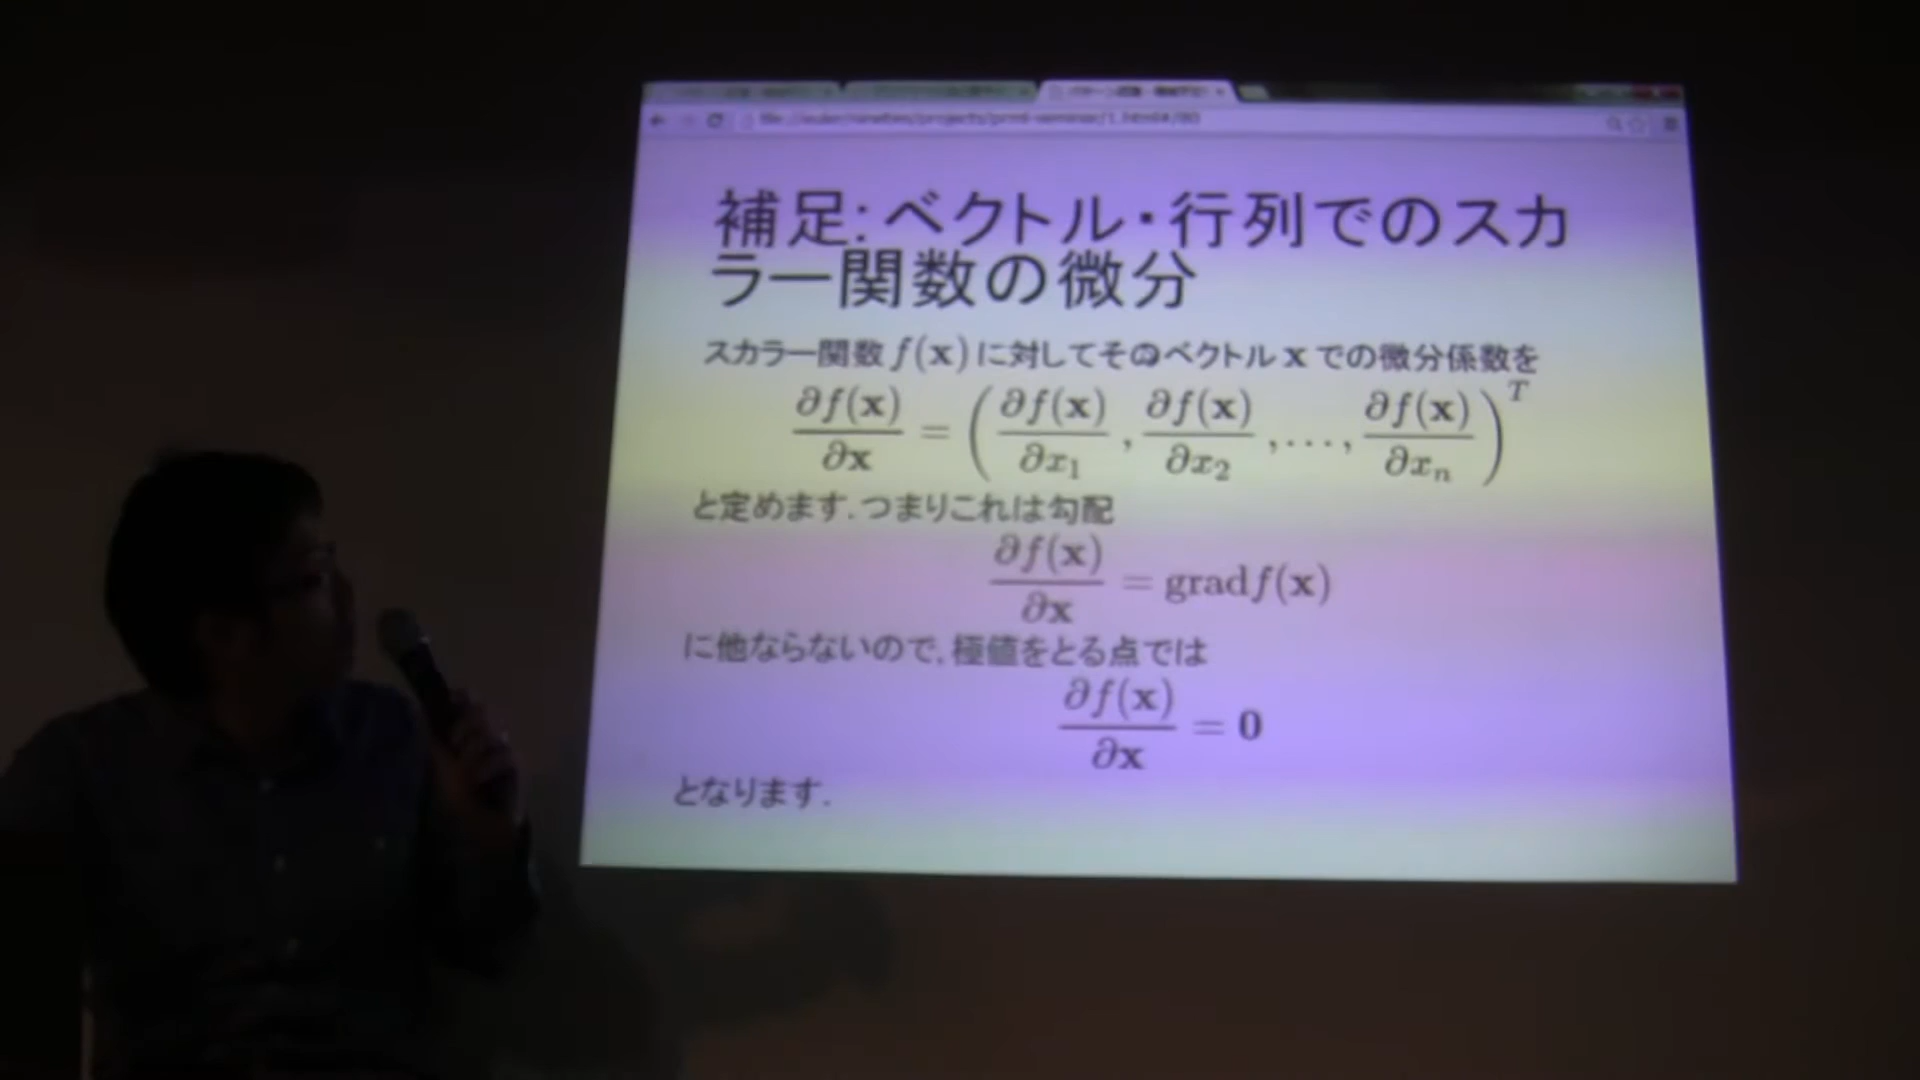 補足: ベクトル・行列でのスカ
ラー関数の微分
スカラー関数 f(x) に対してそのベクトル x での微分係数を
∂f(x)/∂x = (∂f(x)/∂x₁, ∂f(x)/∂x₂, ..., ∂f(x)/∂xₙ)ᵀ
と定めます. つまりこれは勾配
∂f(x)/∂x = grad f(x)
に他ならないので, 極値をとる点では
∂f(x)/∂x = 0
となります.